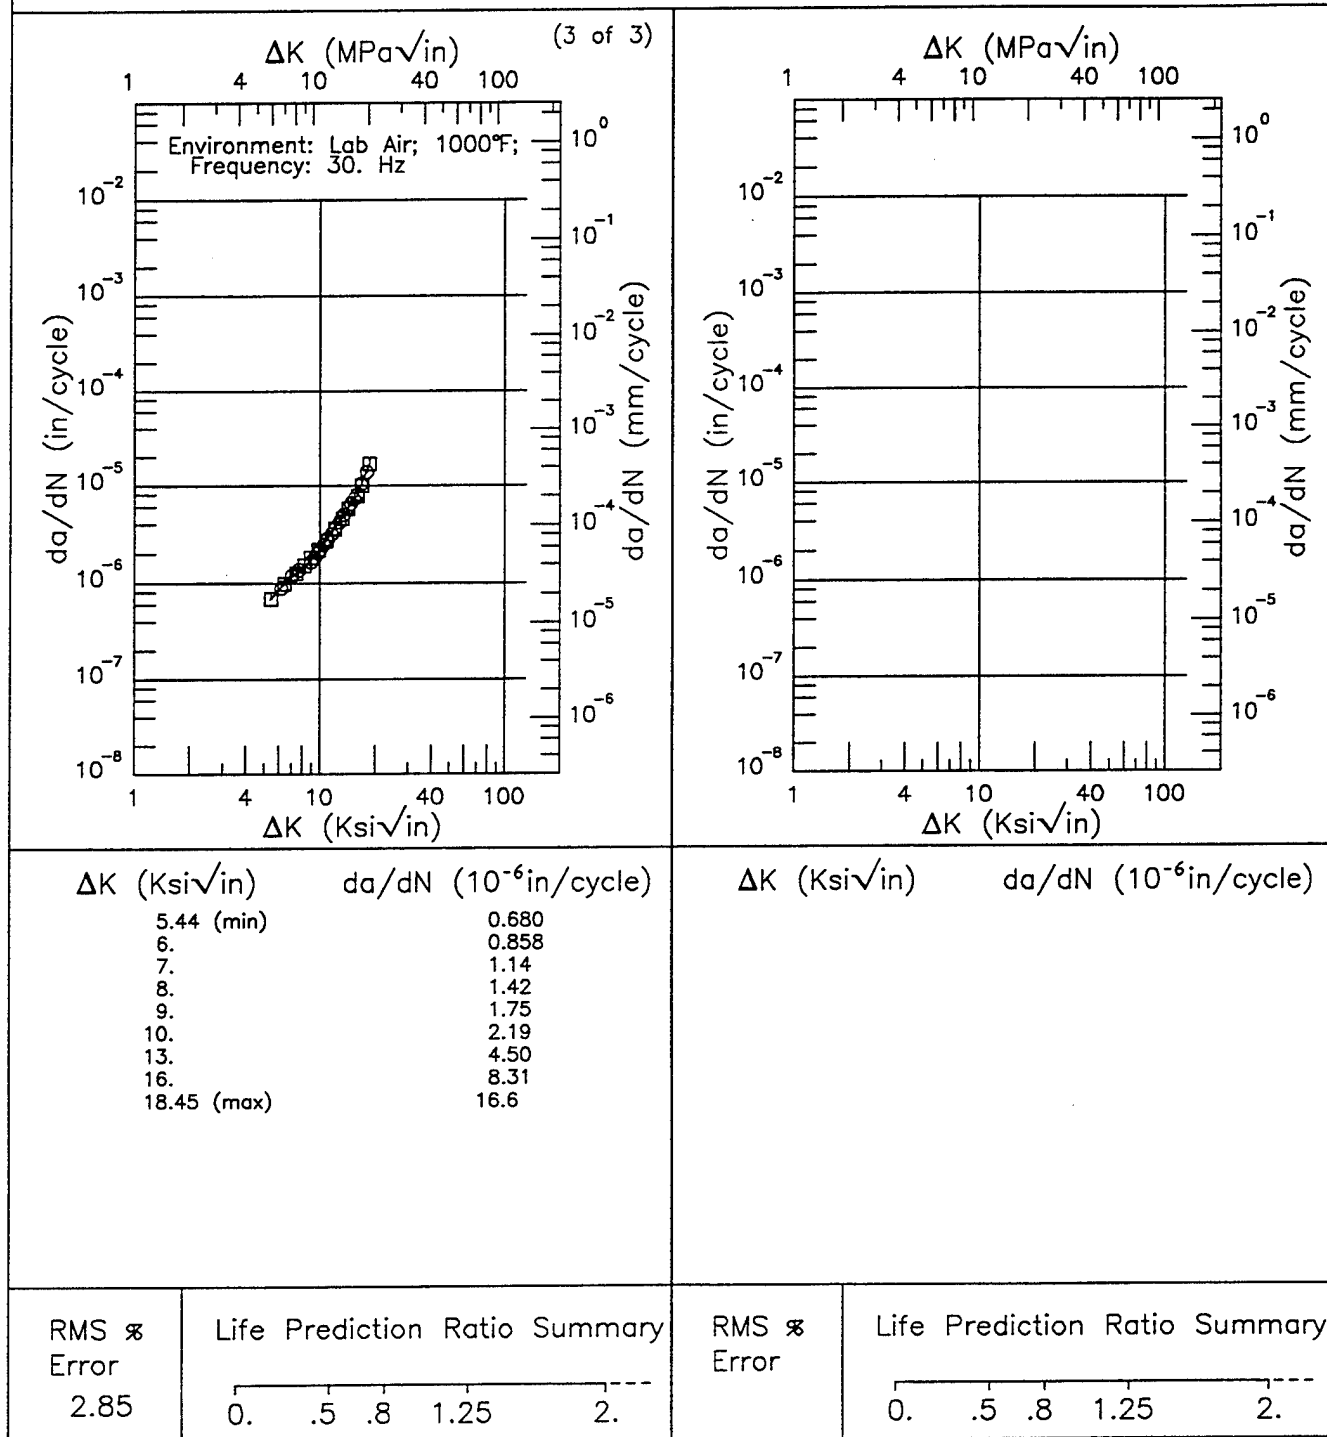 (3 of 3)
ΔK (MPa√in)
1 4 10 40 100
Environment: Lab Air; 1000°F;
Frequency: 30. Hz
da/dN (in/cycle)
10⁻²
10⁻³
10⁻⁴
10⁻⁵
10⁻⁶
10⁻⁷
10⁻⁸
10⁰
10⁻¹
10⁻²
10⁻³
10⁻⁴
10⁻⁵
10⁻⁶
da/dN (mm/cycle)
1 4 10 40 100
ΔK (Ksi√in)
ΔK (MPa√in)
1 4 10 40 100
da/dN (in/cycle)
10⁻²
10⁻³
10⁻⁴
10⁻⁵
10⁻⁶
10⁻⁷
10⁻⁸
10⁰
10⁻¹
10⁻²
10⁻³
10⁻⁴
10⁻⁵
10⁻⁶
da/dN (mm/cycle)
1 4 10 40 100
ΔK (Ksi√in)
ΔK (Ksi√in) da/dN (10⁻⁶in/cycle)
5.44 (min) 0.680
6. 0.858
7. 1.14
8. 1.42
9. 1.75
10. 2.19
13. 4.50
16. 8.31
18.45 (max) 16.6
ΔK (Ksi√in) da/dN (10⁻⁶in/cycle)
RMS %
Error
2.85
Life Prediction Ratio Summary
0. .5 .8 1.25 2.
RMS %
Error
Life Prediction Ratio Summary
0. .5 .8 1.25 2.